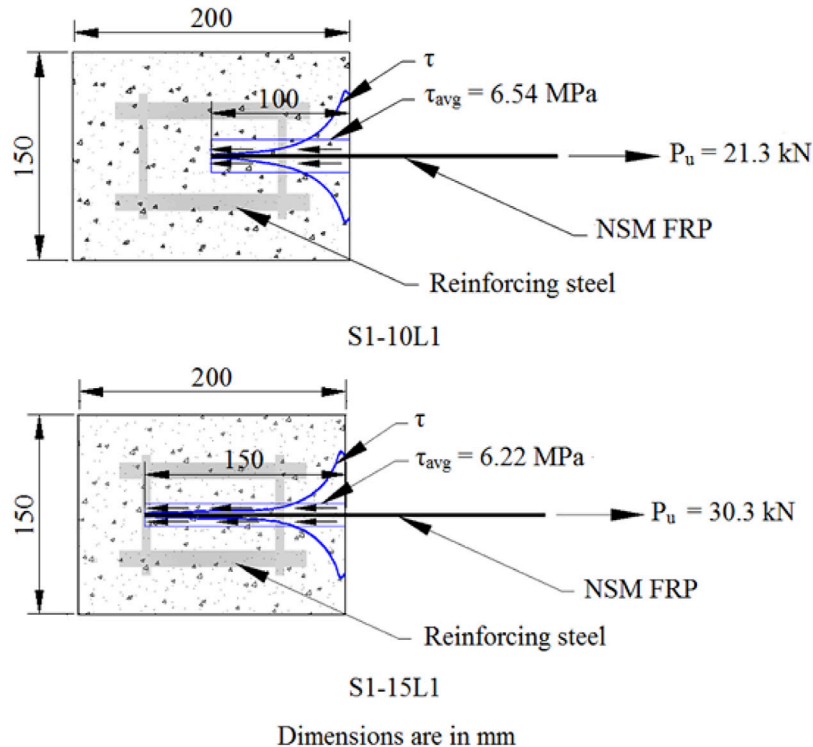 200
τ
100
τavg = 6.54 MPa
150
Pu = 21.3 kN
NSM FRP
Reinforcing steel
S1-10L1
200
τ
150
τavg = 6.22 MPa
150
Pu = 30.3 kN
NSM FRP
Reinforcing steel
S1-15L1
Dimensions are in mm